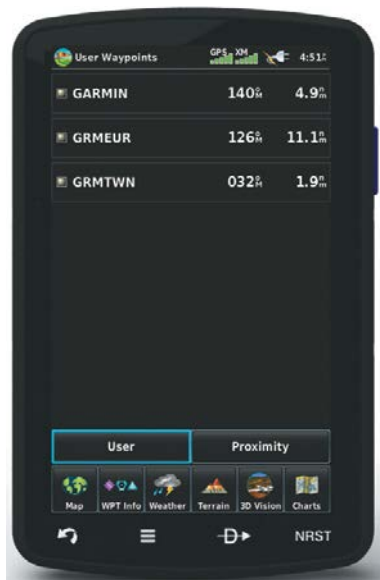 User Waypoints GPS XM 4:51
GARMIN 140°M 4.9nm
GRMEUR 126°M 11.1nm
GRMTWN 032°M 1.9nm
User Proximity
Map WPT Info Weather Terrain 3D Vision Charts
D NRST